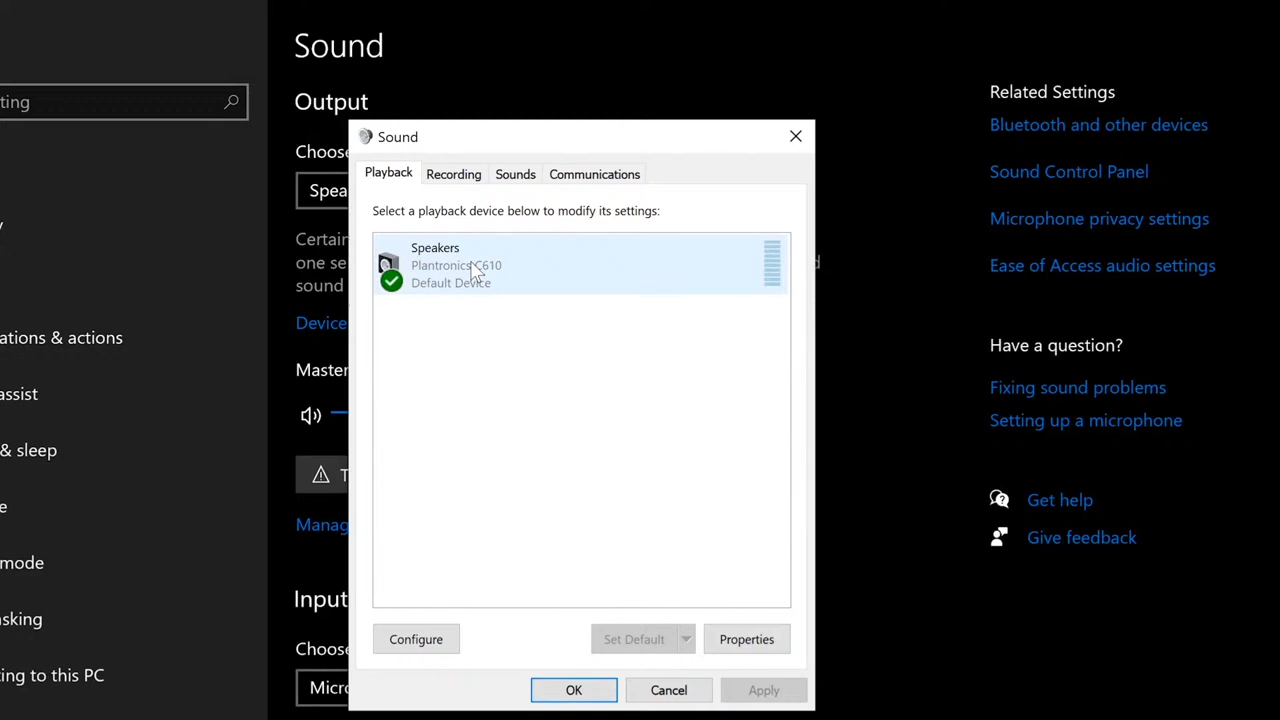 Sound
ting
Output
Related Settings
Bluetooth and other devices
Sound Control Panel
Microphone privacy settings
Ease of Access audio settings
Have a question?
Fixing sound problems
Setting up a microphone
Get help
Give feedback
Choose
Spea
Certain
one se
sound
Device
Master
T
Manag
Input
Choose
Micro
y
ations & actions
assist
& sleep
e
mode
asking
ting to this PC
Sound
Playback
Recording
Sounds
Communications
Select a playback device below to modify its settings:
Speakers
Plantronics C610
Default Device
Configure
Set Default
Properties
OK
Cancel
Apply